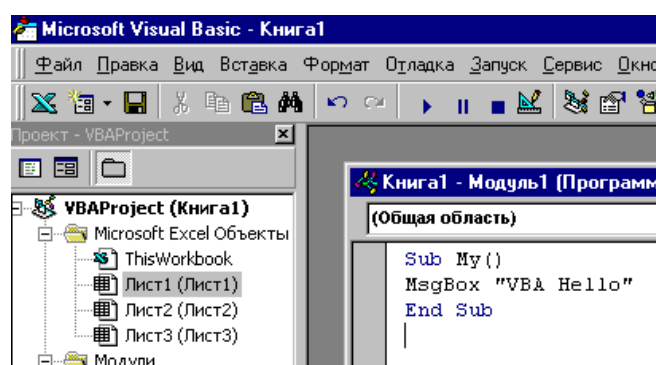 Microsoft Visual Basic - Книга1
Файл Правка Вид Вставка Формат Отладка Запуск Сервис Окно
Проект - VBAProject
VBAProject (Книга1)
Microsoft Excel Объекты
ThisWorkbook
Лист1 (Лист1)
Лист2 (Лист2)
Лист3 (Лист3)
Модули
Книга1 - Модуль1 (Программ
(Общая область)
Sub My()
MsgBox "VBA Hello"
End Sub